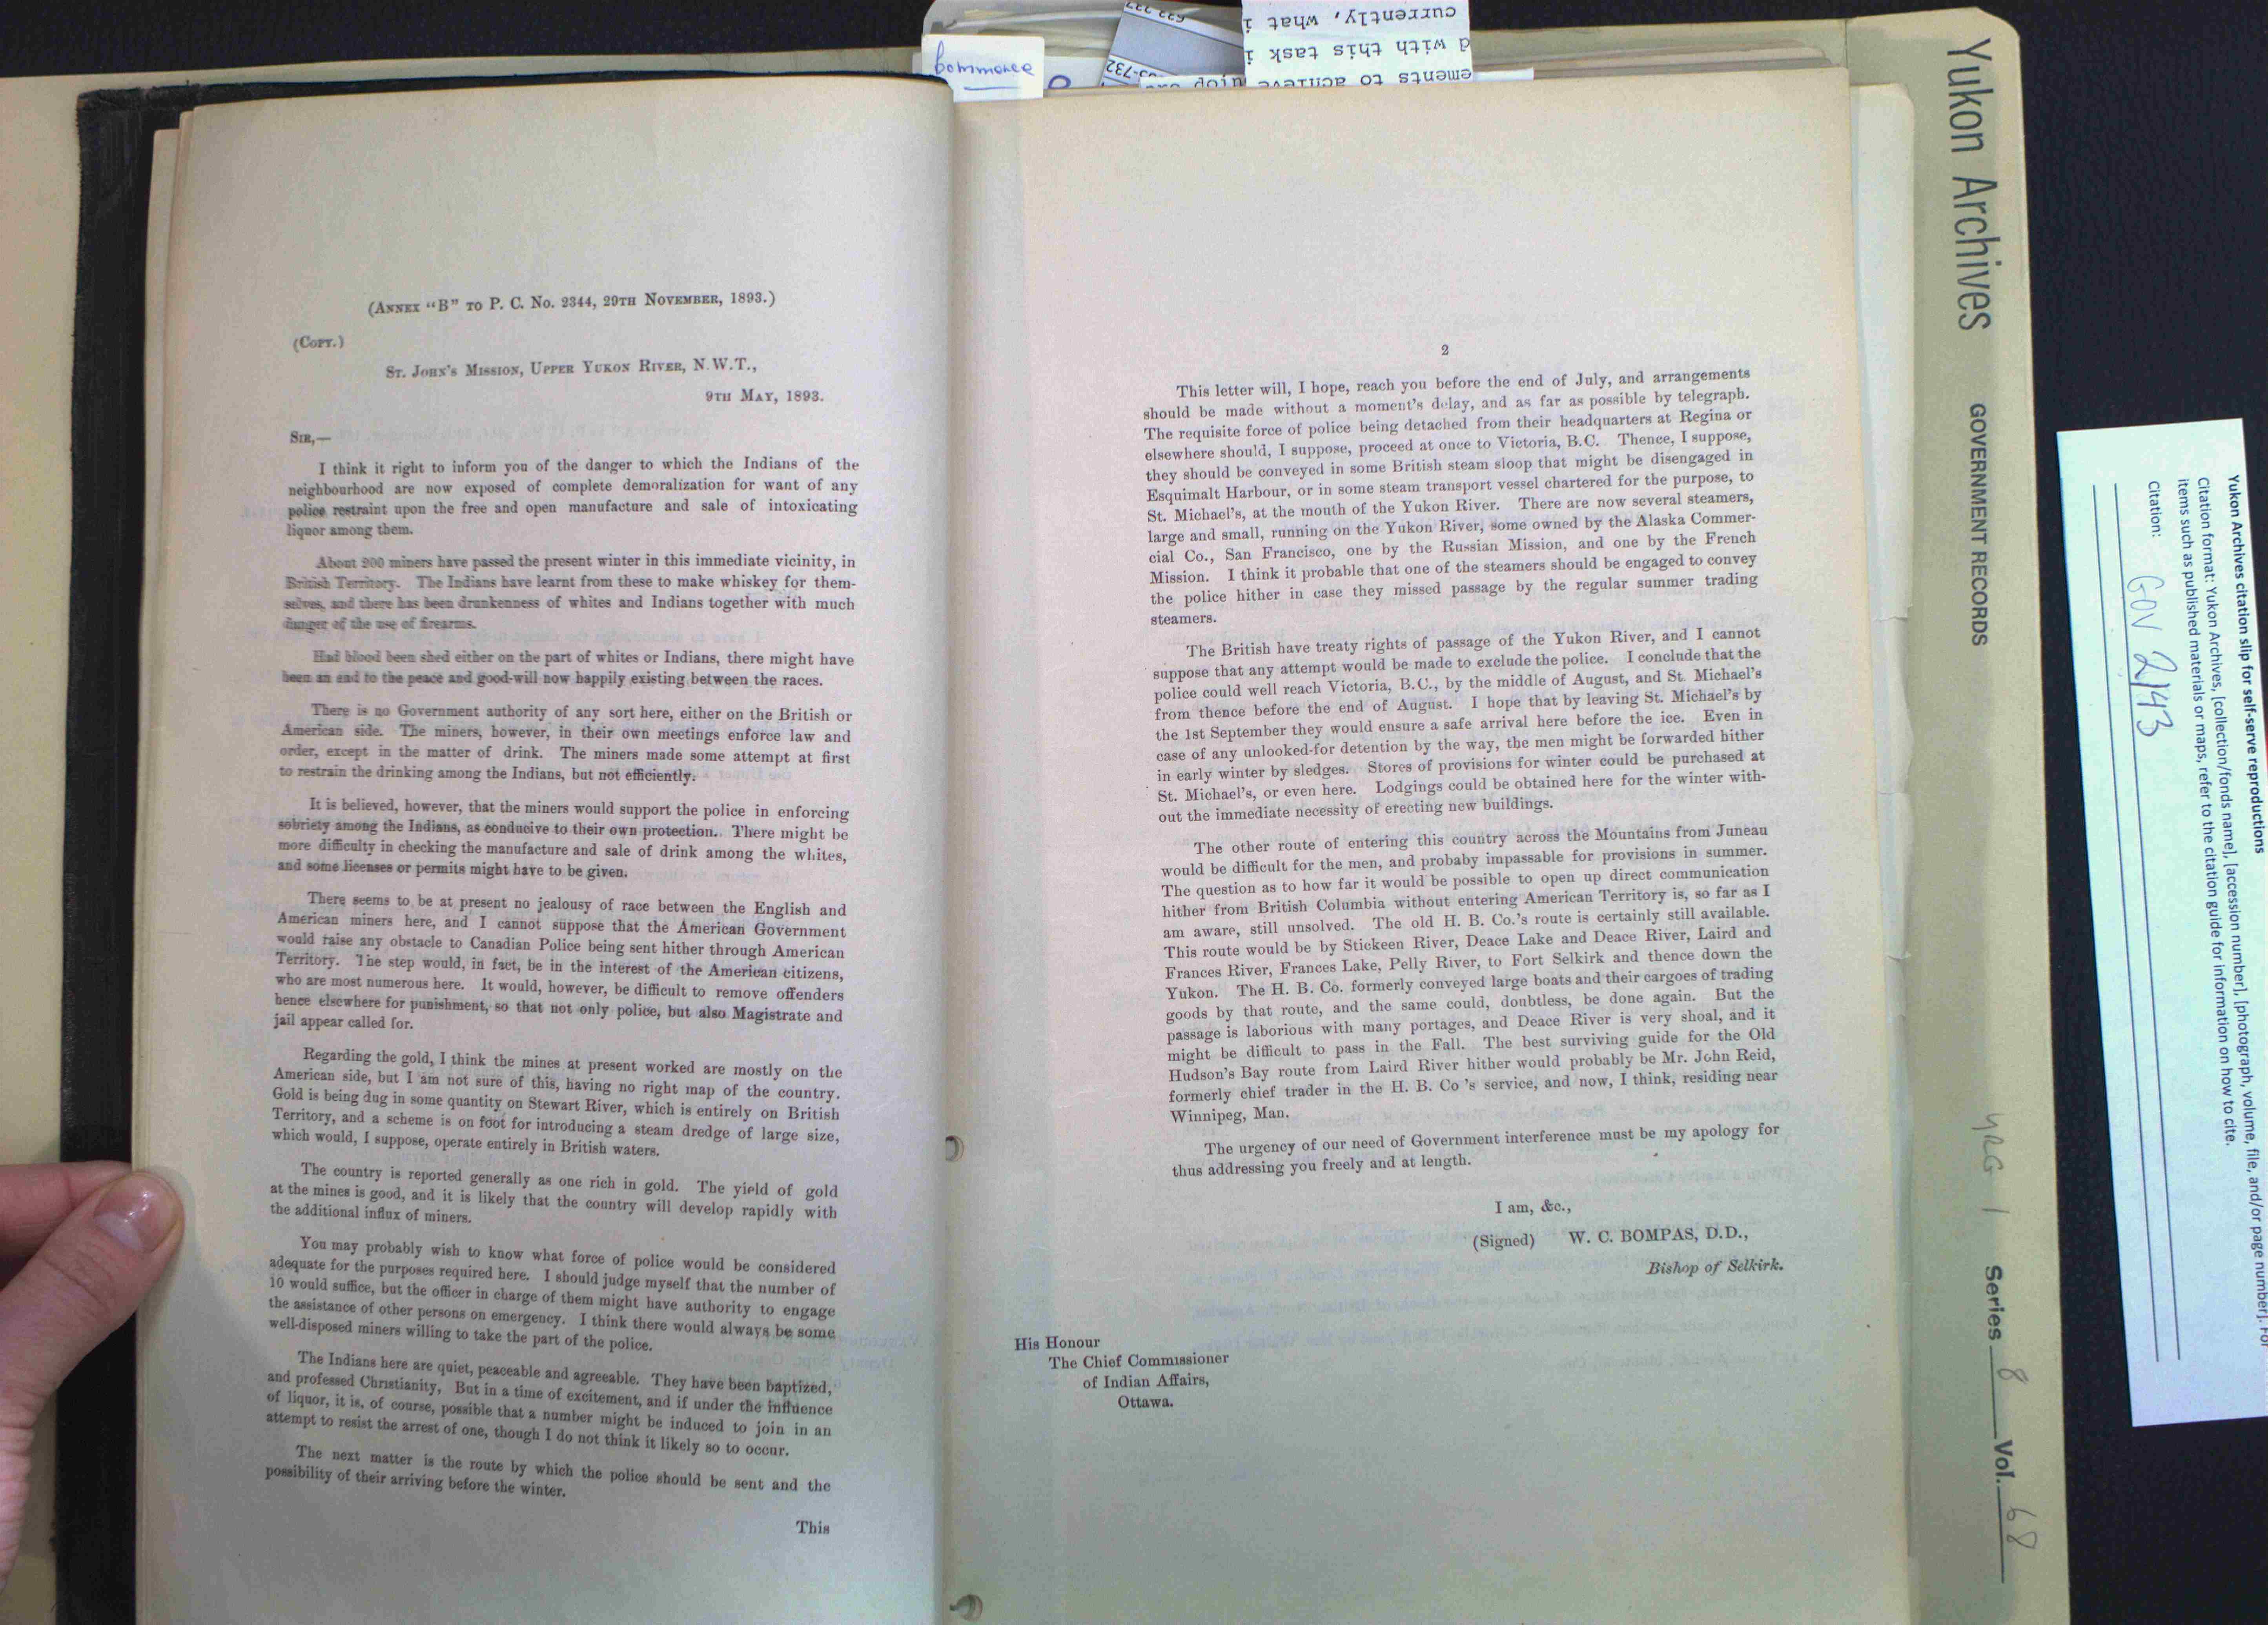 (ANNEX "B" TO P. C. No. 2344, 29TH NOVEMBER, 1893.)
(COPY.)
ST. JOHN'S MISSION, UPPER YUKON RIVER, N.W.T.,
9TH MAY, 1893.
SIR,—
I think it right to inform you of the danger to which the Indians of the
neighbourhood are now exposed of complete demoralization for want of any
police restraint upon the free and open manufacture and sale of intoxicating
liquor among them.
About 200 miners have passed the present winter in this immediate vicinity, in
British Territory. The Indians have learnt from these to make whiskey for them-
selves, and there has been drunkenness of whites and Indians together with much
danger of the use of firearms.
Had blood been shed either on the part of whites or Indians, there might have
been an end to the peace and good-will now happily existing between the races.
There is no Government authority of any sort here, either on the British or
American side. The miners, however, in their own meetings enforce law and
order, except in the matter of drink. The miners made some attempt at first
to restrain the drinking among the Indians, but not efficiently.
It is believed, however, that the miners would support the police in enforcing
sobriety among the Indians, as conducive to their own protection. There might be
more difficulty in checking the manufacture and sale of drink among the whites,
and some licenses or permits might have to be given.
There seems to be at present no jealousy of race between the English and
American miners here, and I cannot suppose that the American Government
would raise any obstacle to Canadian Police being sent hither through American
Territory. The step would, in fact, be in the interest of the American citizens,
who are most numerous here. It would, however, be difficult to remove offenders
hence elsewhere for punishment, so that not only police, but also Magistrate and
jail appear called for.
Regarding the gold, I think the mines at present worked are mostly on the
American side, but I am not sure of this, having no right map of the country.
Gold is being dug in some quantity on Stewart River, which is entirely on British
Territory, and a scheme is on foot for introducing a steam dredge of large size,
which would, I suppose, operate entirely in British waters.
The country is reported generally as one rich in gold. The yield of gold
at the mines is good, and it is likely that the country will develop rapidly with
the additional influx of miners.
You may probably wish to know what force of police would be considered
adequate for the purposes required here. I should judge myself that the number of
10 would suffice, but the officer in charge of them might have authority to engage
the assistance of other persons on emergency. I think there would always be some
well-disposed miners willing to take the part of the police.
The Indians here are quiet, peaceable and agreeable. They have been baptized,
and professed Christianity, But in a time of excitement, and if under the influence
of liquor, it is, of course, possible that a number might be induced to join in an
attempt to resist the arrest of one, though I do not think it likely so to occur.
The next matter is the route by which the police should be sent and the
possibility of their arriving before the winter.
This
2
This letter will, I hope, reach you before the end of July, and arrangements
should be made without a moment's delay, and as far as possible by telegraph.
The requisite force of police being detached from their headquarters at Regina or
elsewhere should, I suppose, proceed at once to Victoria, B.C. Thence, I suppose,
they should be conveyed in some British steam sloop that might be disengaged in
Esquimalt Harbour, or in some steam transport vessel chartered for the purpose, to
St. Michael's, at the mouth of the Yukon River. There are now several steamers,
large and small, running on the Yukon River, some owned by the Alaska Commer-
cial Co., San Francisco, one by the Russian Mission, and one by the French
Mission. I think it probable that one of the steamers should be engaged to convey
the police hither in case they missed passage by the regular summer trading
steamers.
The British have treaty rights of passage of the Yukon River, and I cannot
suppose that any attempt would be made to exclude the police. I conclude that the
police could well reach Victoria, B.C., by the middle of August, and St. Michael's
from thence before the end of August. I hope that by leaving St. Michael's by
the 1st September they would ensure a safe arrival here before the ice. Even in
case of any unlooked-for detention by the way, the men might be forwarded hither
in early winter by sledges. Stores of provisions for winter could be purchased at
St. Michael's, or even here. Lodgings could be obtained here for the winter with-
out the immediate necessity of erecting new buildings.
The other route of entering this country across the Mountains from Juneau
would be difficult for the men, and probaby impassable for provisions in summer.
The question as to how far it would be possible to open up direct communication
hither from British Columbia without entering American Territory is, so far as I
am aware, still unsolved. The old H. B. Co.'s route is certainly still available.
This route would be by Stickeen River, Deace Lake and Deace River, Laird and
Frances River, Frances Lake, Pelly River, to Fort Selkirk and thence down the
Yukon. The H. B. Co. formerly conveyed large boats and their cargoes of trading
goods by that route, and the same could, doubtless, be done again. But the
passage is laborious with many portages, and Deace River is very shoal, and it
might be difficult to pass in the Fall. The best surviving guide for the Old
Hudson's Bay route from Laird River hither would probably be Mr. John Reid,
formerly chief trader in the H. B. Co 's service, and now, I think, residing near
Winnipeg, Man.
The urgency of our need of Government interference must be my apology for
thus addressing you freely and at length.
I am, &c.,
(Signed) W. C. BOMPAS, D.D.,
Bishop of Selkirk.
His Honour
The Chief Commissioner
of Indian Affairs,
Ottawa.
currently, what i
d with this task i
ements to achieve
Yukon Archives GOVERNMENT RECORDS YRG 1 Series 8 Vol. 68
Yukon Archives citation slip for self-serve reproductions
Citation format: Yukon Archives, [collection/fonds name], [accession number], [photograph, volume, file, and/or page number]. For
items such as published materials or maps, refer to the citation guide for information on how to cite.
Citation: GOV 2143